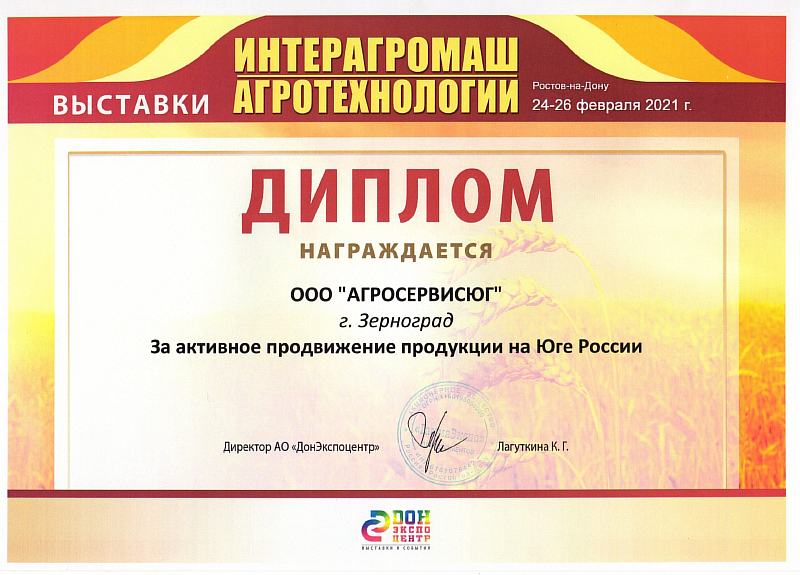 ВЫСТАВКИ
ИНТЕРАГРОМАШ
АГРОТЕХНОЛОГИИ
Ростов-на-Дону
24-26 февраля 2021 г.
ДИПЛОМ
НАГРАЖДАЕТСЯ
ООО "АГРОСЕРВИСЮГ"
г. Зерноград
За активное продвижение продукции на Юге России
Директор АО «ДонЭкспоцентр»
Лагуткина К. Г.
ДОН
ЭКСПО
ЦЕНТР
ВЫСТАВКИ И СОБЫТИЯ